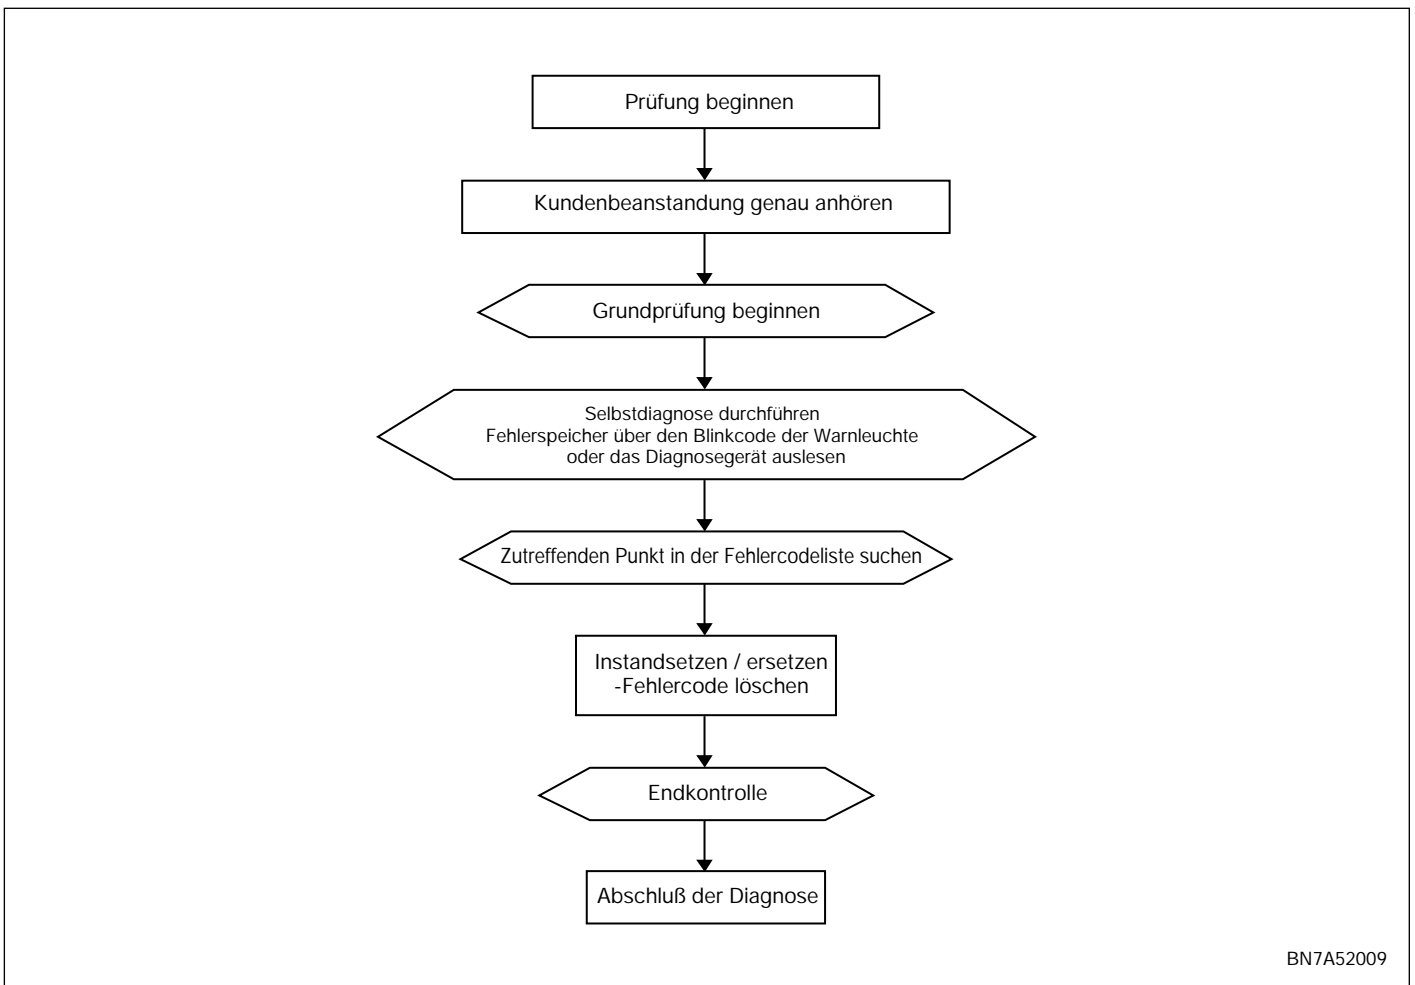 Prüfung beginnen
Kundenbeanstandung genau anhören
Grundprüfung beginnen
Selbstdiagnose durchführen
Fehlerspeicher über den Blinkcode der Warnleuchte
oder das Diagnosegerät auslesen
Zutreffenden Punkt in der Fehlercodeliste suchen
Instandsetzen / ersetzen
-Fehlercode löschen
Endkontrolle
Abschluß der Diagnose
BN7A52009